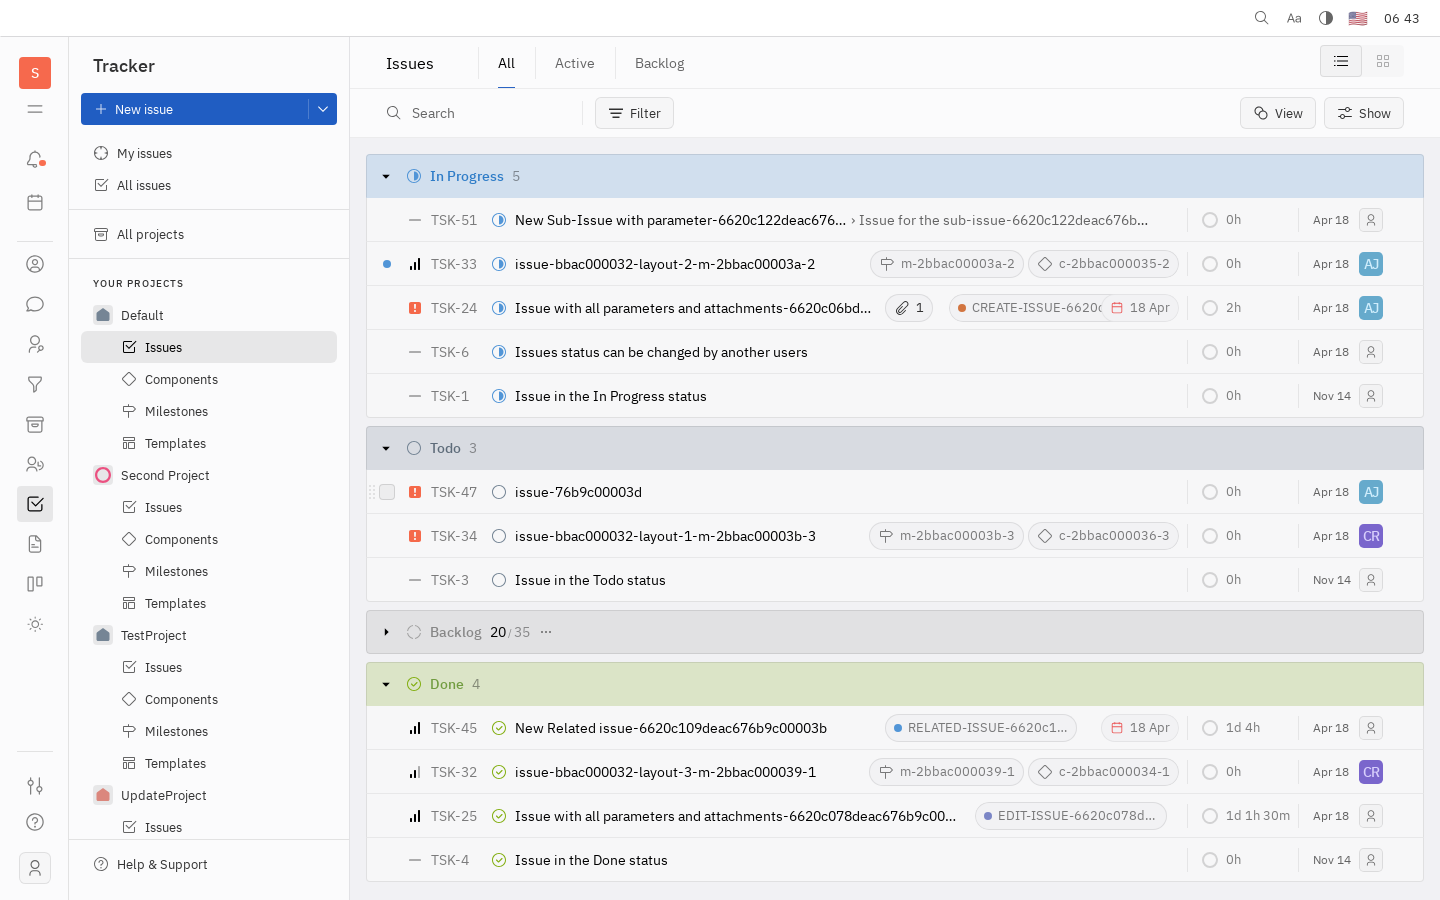 Aa
06 43
S
Tracker
New issue
My issues
All issues
All projects
YOUR PROJECTS
Default
Issues
Components
Milestones
Templates
Second Project
Issues
Components
Milestones
Templates
TestProject
Issues
Components
Milestones
Templates
UpdateProject
Issues
Help & Support
Issues
All
Active
Backlog
Search
Filter
View
Show
In Progress 5
TSK-51 New Sub-Issue with parameter-6620c122deac676... › Issue for the sub-issue-6620c122deac676b... 0h Apr 18
TSK-33 issue-bbac000032-layout-2-m-2bbac00003a-2 m-2bbac00003a-2 c-2bbac000035-2 0h Apr 18 AJ
TSK-24 Issue with all parameters and attachments-6620c06bd... 1 CREATE-ISSUE-6620c 18 Apr 2h Apr 18 AJ
TSK-6 Issues status can be changed by another users 0h Apr 18
TSK-1 Issue in the In Progress status 0h Nov 14
Todo 3
TSK-47 issue-76b9c00003d 0h Apr 18 AJ
TSK-34 issue-bbac000032-layout-1-m-2bbac00003b-3 m-2bbac00003b-3 c-2bbac000036-3 0h Apr 18 CR
TSK-3 Issue in the Todo status 0h Nov 14
Backlog 20/35 ...
Done 4
TSK-45 New Related issue-6620c109deac676b9c00003b RELATED-ISSUE-6620c1... 18 Apr 1d 4h Apr 18
TSK-32 issue-bbac000032-layout-3-m-2bbac000039-1 m-2bbac000039-1 c-2bbac000034-1 0h Apr 18 CR
TSK-25 Issue with all parameters and attachments-6620c078deac676b9c00... EDIT-ISSUE-6620c078d... 1d 1h 30m Apr 18
TSK-4 Issue in the Done status 0h Nov 14